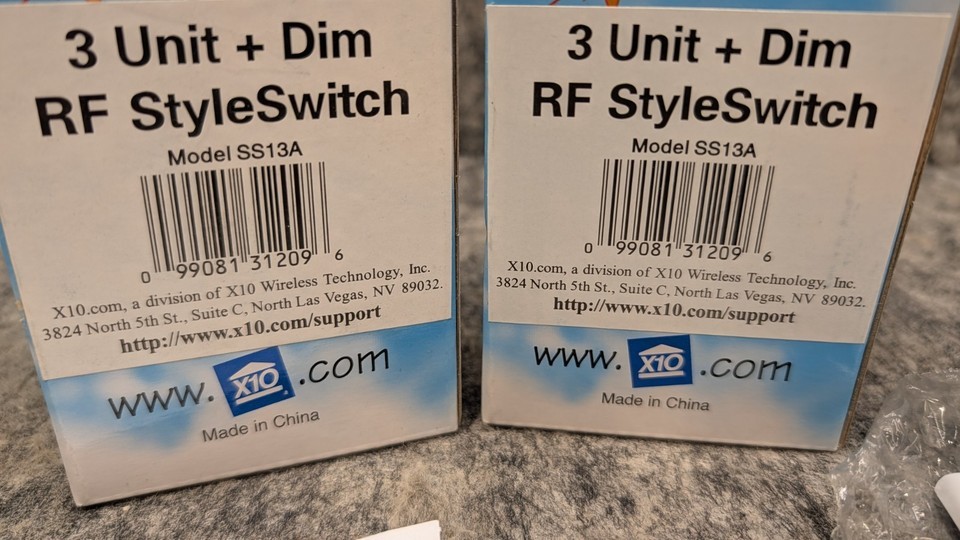 3 Unit + Dim
RF StyleSwitch
Model SS13A
0 99081 31209 6
X10.com, a division of X10 Wireless Technology, Inc.
3824 North 5th St., Suite C, North Las Vegas, NV 89032.
http://www.x10.com/support
www.X10.com
Made in China
3 Unit + Dim
RF StyleSwitch
Model SS13A
0 99081 31209 6
X10.com, a division of X10 Wireless Technology, Inc.
3824 North 5th St., Suite C, North Las Vegas, NV 89032.
http://www.x10.com/support
www.X10.com
Made in China